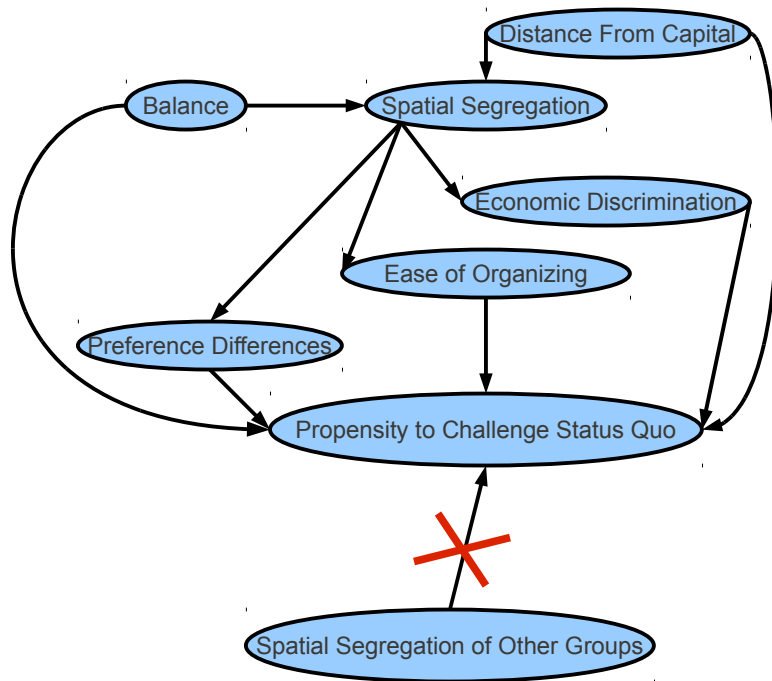 Distance From Capital
Balance
Spatial Segregation
Economic Discrimination
Ease of Organizing
Preference Differences
Propensity to Challenge Status Quo
Spatial Segregation of Other Groups